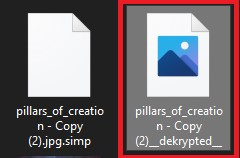 pillars_of_creatio
n - Copy
(2).jpg.simp
pillars_of_creatio
n - Copy
(2)__dekrypted__